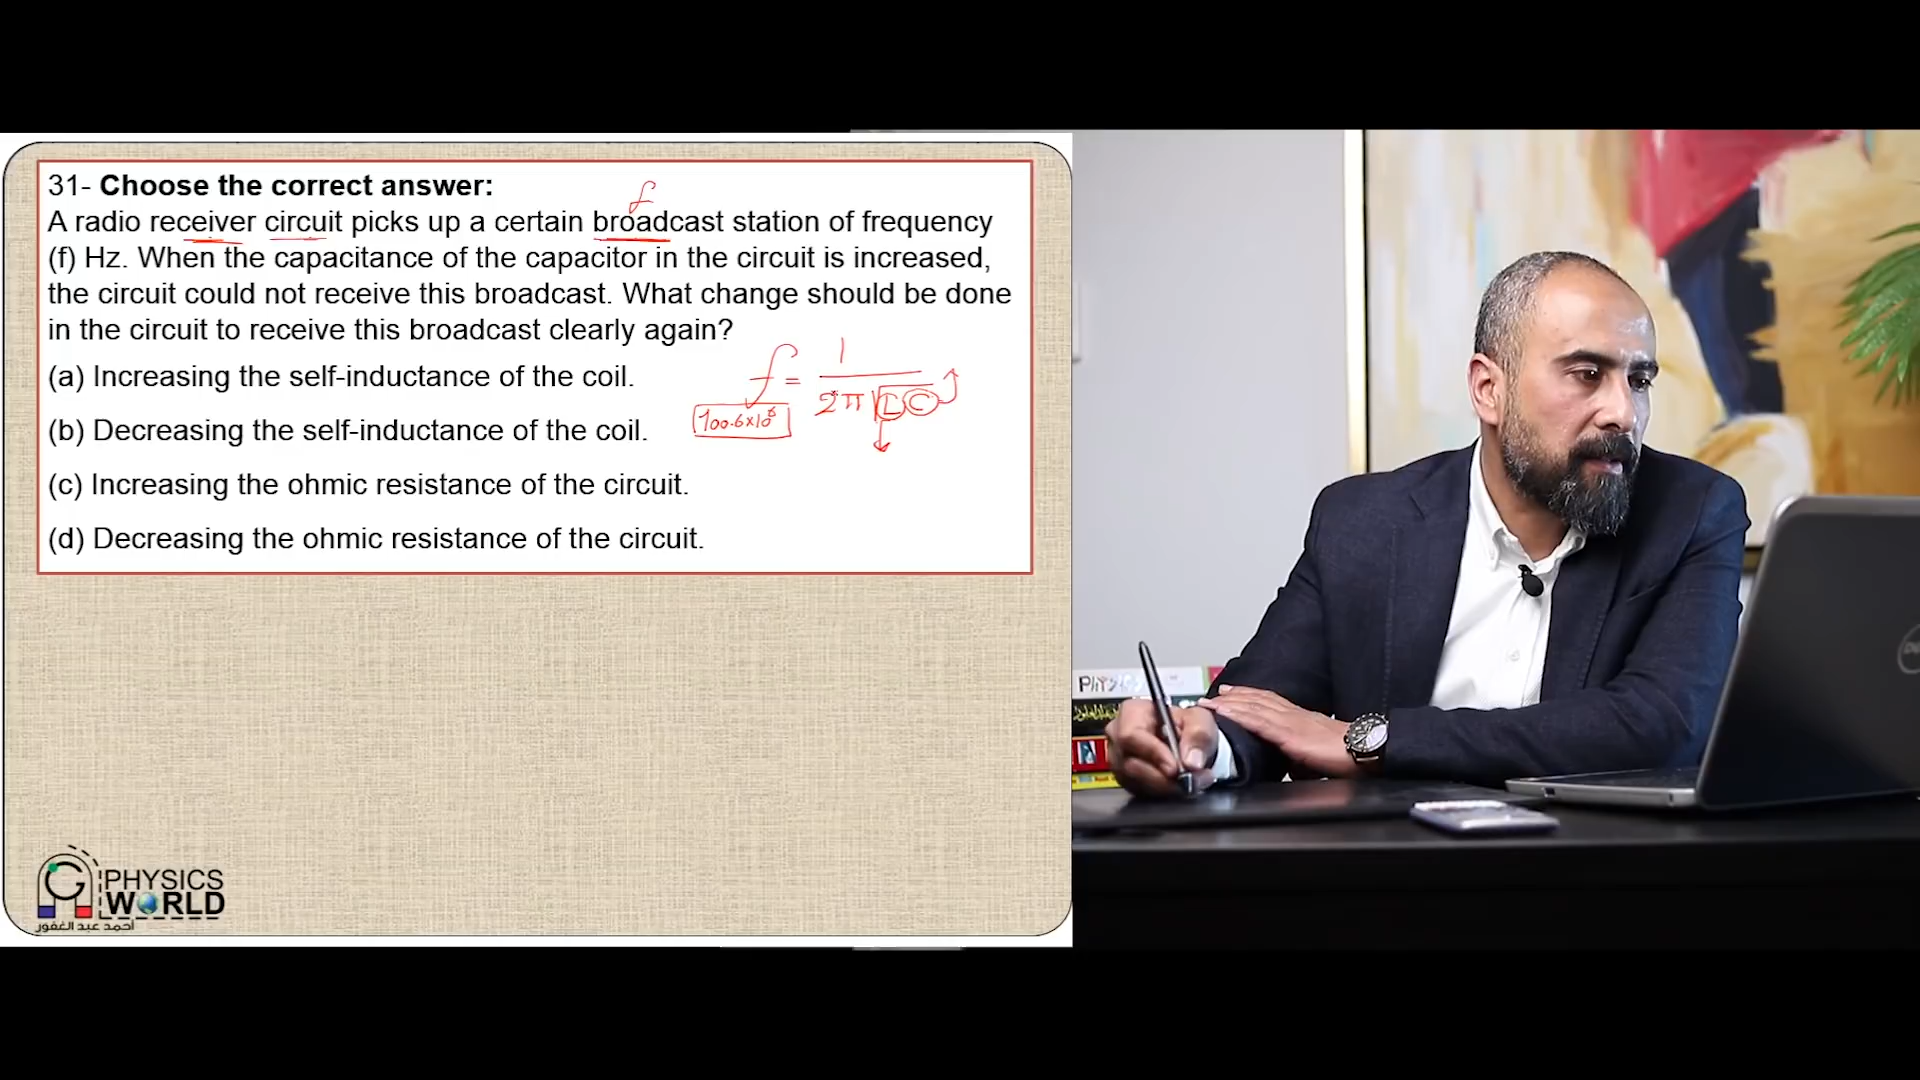 31- Choose the correct answer:
f
A radio receiver circuit picks up a certain broadcast station of frequency
(f) Hz. When the capacitance of the capacitor in the circuit is increased,
the circuit could not receive this broadcast. What change should be done
in the circuit to receive this broadcast clearly again?
f = 1 / 2π√LC
100.6×10⁶
(a) Increasing the self-inductance of the coil.
(b) Decreasing the self-inductance of the coil.
(c) Increasing the ohmic resistance of the circuit.
(d) Decreasing the ohmic resistance of the circuit.
PHYSICS
WORLD
أحمد عبد الغفور